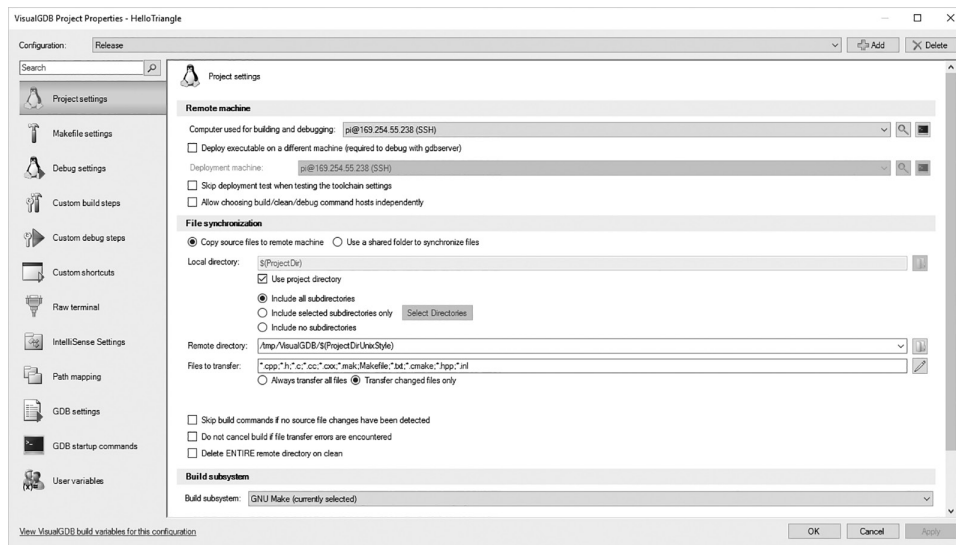 VisualGDB Project Properties - HelloTriangle
Configuration: Release Add Delete
Search
Project settings
Makefile settings
Debug settings
Custom build steps
Custom debug steps
Custom shortcuts
Raw terminal
IntelliSense Settings
Path mapping
GDB settings
GDB startup commands
User variables
Project settings
Remote machine
Computer used for building and debugging: pi@169.254.55.238 (SSH)
Deploy executable on a different machine (required to debug with gdbserver)
Deployment machine: pi@169.254.55.238 (SSH)
Skip deployment test when testing the toolchain settings
Allow choosing build/clean/debug command hosts independently
File synchronization
Copy source files to remote machine Use a shared folder to synchronize files
Local directory: $(ProjectDir)
Use project directory
Include all subdirectories
Include selected subdirectories only Select Directories
Include no subdirectories
Remote directory: /tmp/VisualGDB/$(ProjectDirUnixStyle)
Files to transfer: *.cpp;*.h;*.c;*.cc;*.cxx;*.mak;Makefile;*.txt;*.cmake;*.hpp;*.inl
Always transfer all files Transfer changed files only
Skip build commands if no source file changes have been detected
Do not cancel build if file transfer errors are encountered
Delete ENTIRE remote directory on clean
Build subsystem
Build subsystem: GNU Make (currently selected)
View VisualGDB build variables for this configuration
OK Cancel Apply